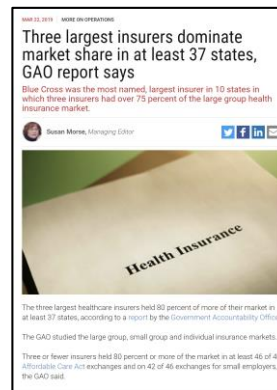 MAR 22, 2019 | MORE ON OPERATIONS
Three largest insurers dominate
market share in at least 37 states,
GAO report says
Blue Cross was the most named, largest insurer in 10 states in
which three insurers had over 75 percent of the large group health
insurance market.
Susan Morse, Managing Editor
Health Insurance
The three largest healthcare insurers held 80 percent of more of their market in
at least 37 states, according to a report by the Government Accountability Office
The GAO studied the large group, small group and individual insurance markets.
Three or fewer insurers held 80 percent or more of the market in at least 46 of 4
Affordable Care Act exchanges and on 42 of 46 exchanges for small employers,
the GAO said.